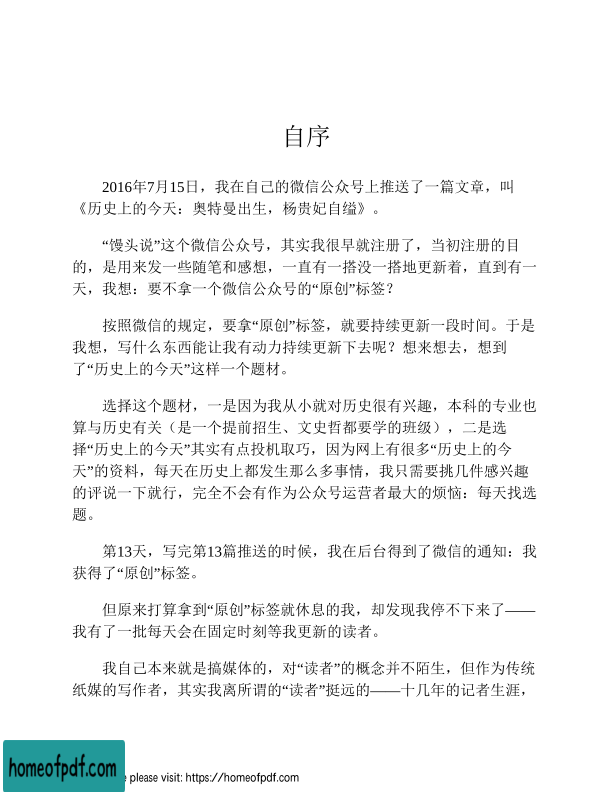 自序
2016年7月15日，我在自己的微信公众号上推送了一篇文章，叫
《历史上的今天：奥特曼出生，杨贵妃自缢》。
“馒头说”这个微信公众号，其实我很早就注册了，当初注册的目
的，是用来发一些随笔和感想，一直有一搭没一搭地更新着，直到有一
天，我想：要不拿一个微信公众号的“原创”标签？
按照微信的规定，要拿“原创”标签，就要持续更新一段时间。于是
我想，写什么东西能让我有动力持续更新下去呢？想来想去，想到
了“历史上的今天”这样一个题材。
选择这个题材，一是因为我从小就对历史很有兴趣，本科的专业也
算与历史有关（是一个提前招生、文史哲都要学的班级），二是选
择“历史上的今天”其实有点投机取巧，因为网上有很多“历史上的今
天”的资料，每天在历史上都发生那么多事情，我只需要挑几件感兴趣
的评说一下就行，完全不会有作为公众号运营者最大的烦恼：每天找选
题。
第13天，写完第13篇推送的时候，我在后台得到了微信的通知：我
获得了“原创”标签。
但原来打算拿到“原创”标签就休息的我，却发现我停不下来了——
我有了一批每天会在固定时刻等我更新的读者。
我自己本来就是搞媒体的，对“读者”的概念并不陌生，但作为传统
纸媒的写作者，其实我离所谓的“读者”挺远的——十几年的记者生涯，
homeofpdf.com
e please visit: https://homeofpdf.com